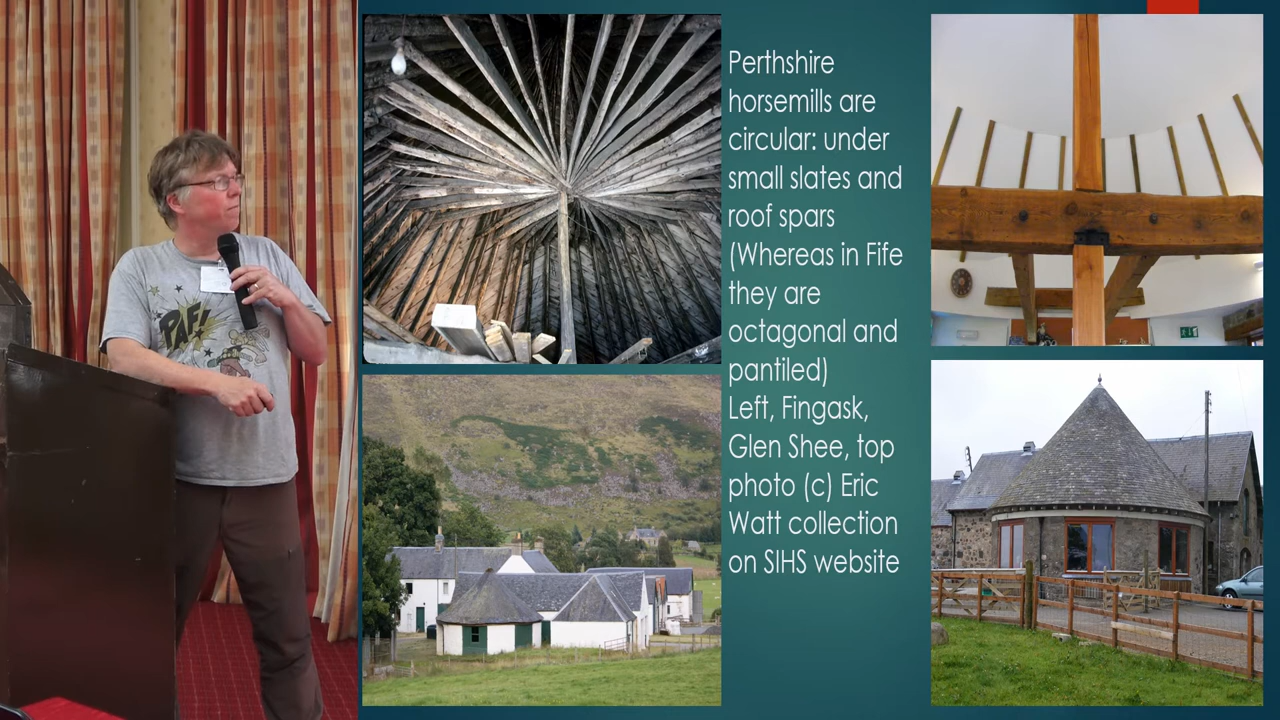 PAF!
Perthshire
horsemills are
circular: under
small slates and
roof spars
(Whereas in Fife
they are
octagonal and
pantiled)
Left, Fingask,
Glen Shee, top
photo (c) Eric
Watt collection
on SIHS website